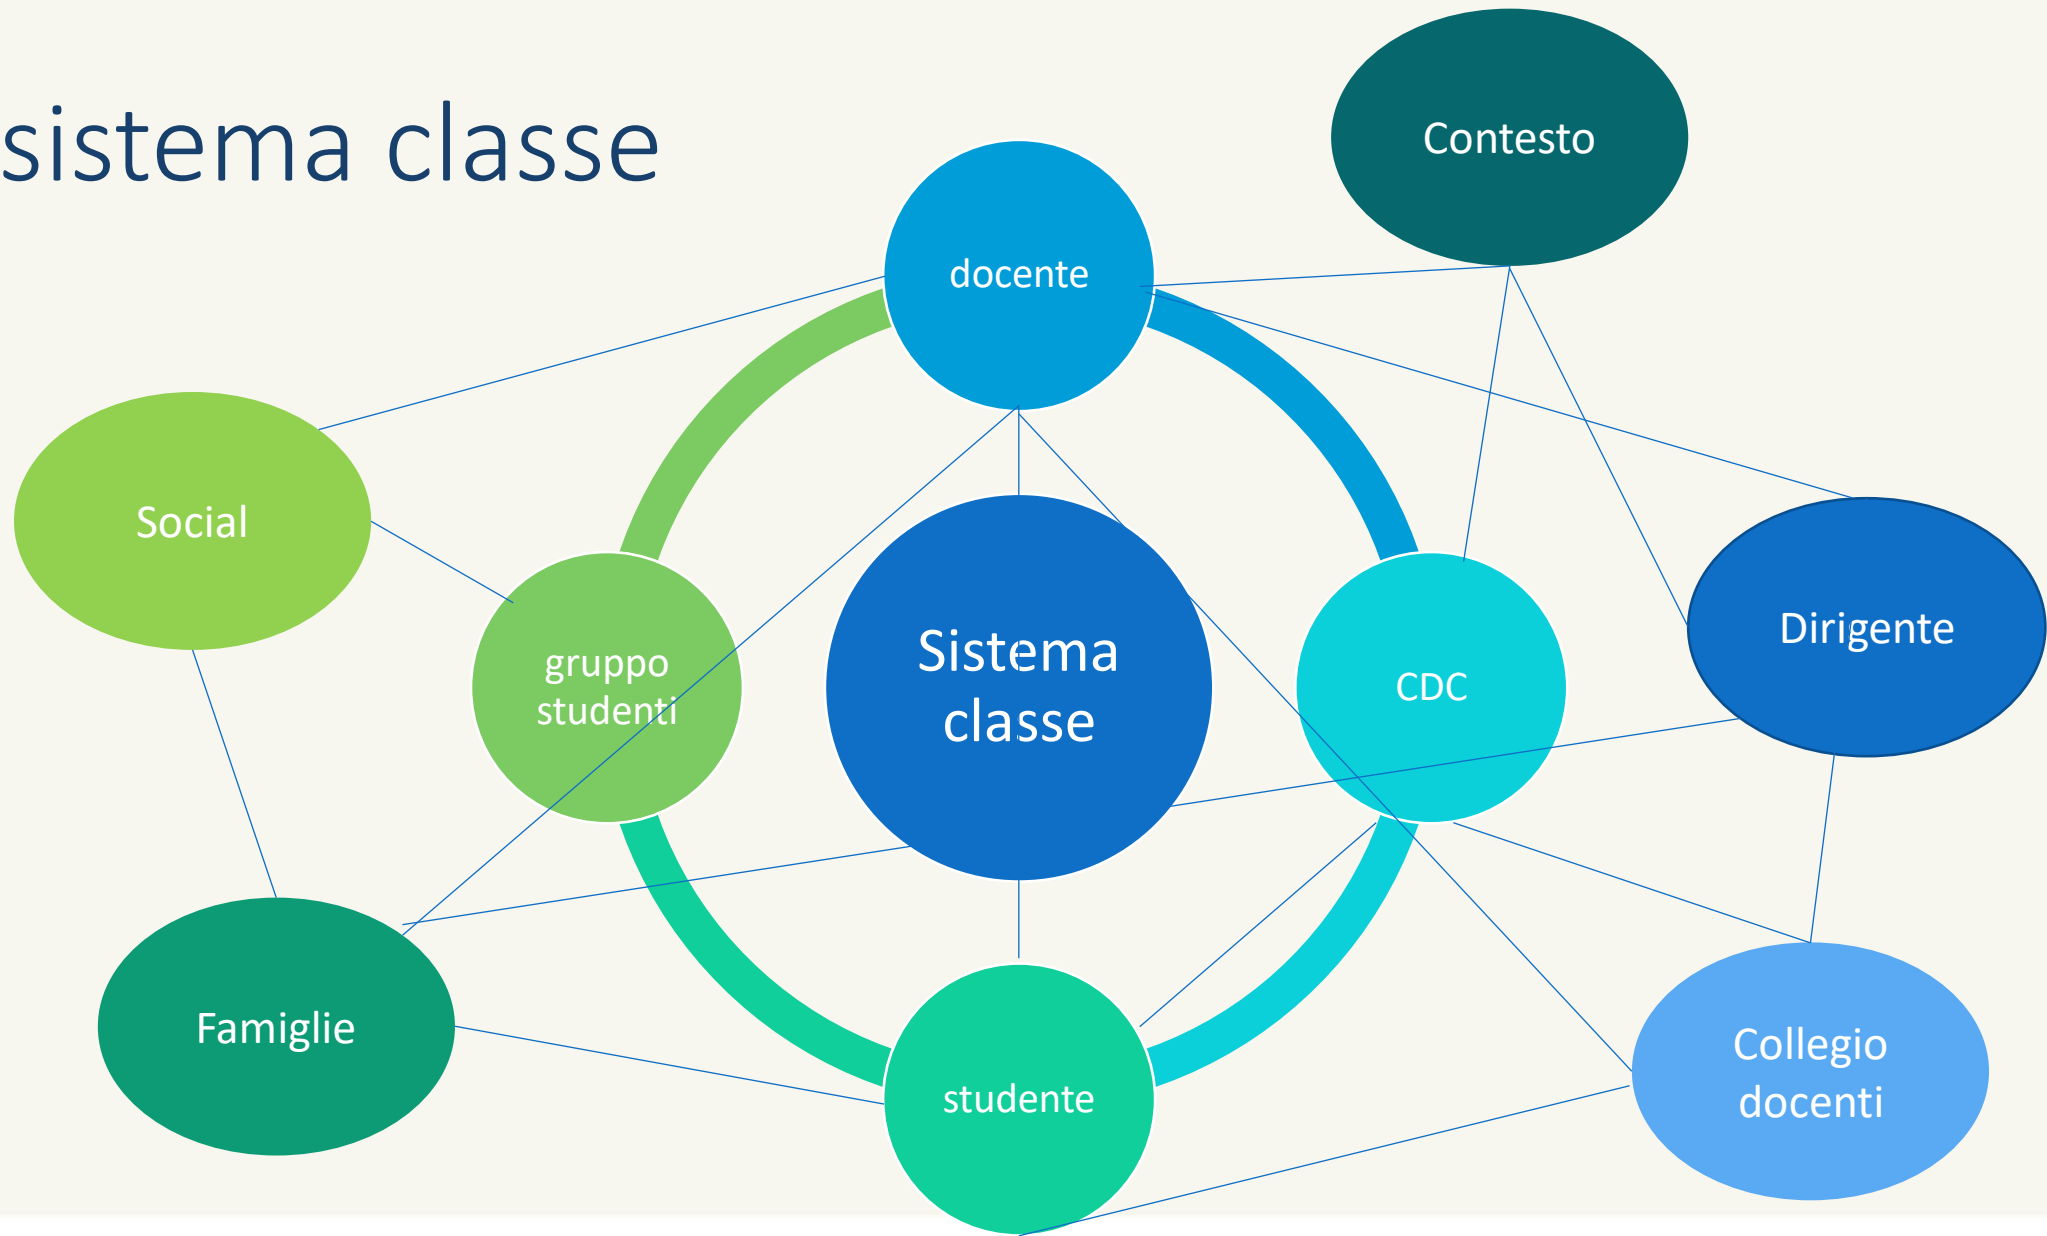 sistema classe
Contesto
docente
Social
Dirigente
gruppo
studenti
Sistema
classe
CDC
Famiglie
studente
Collegio
docenti